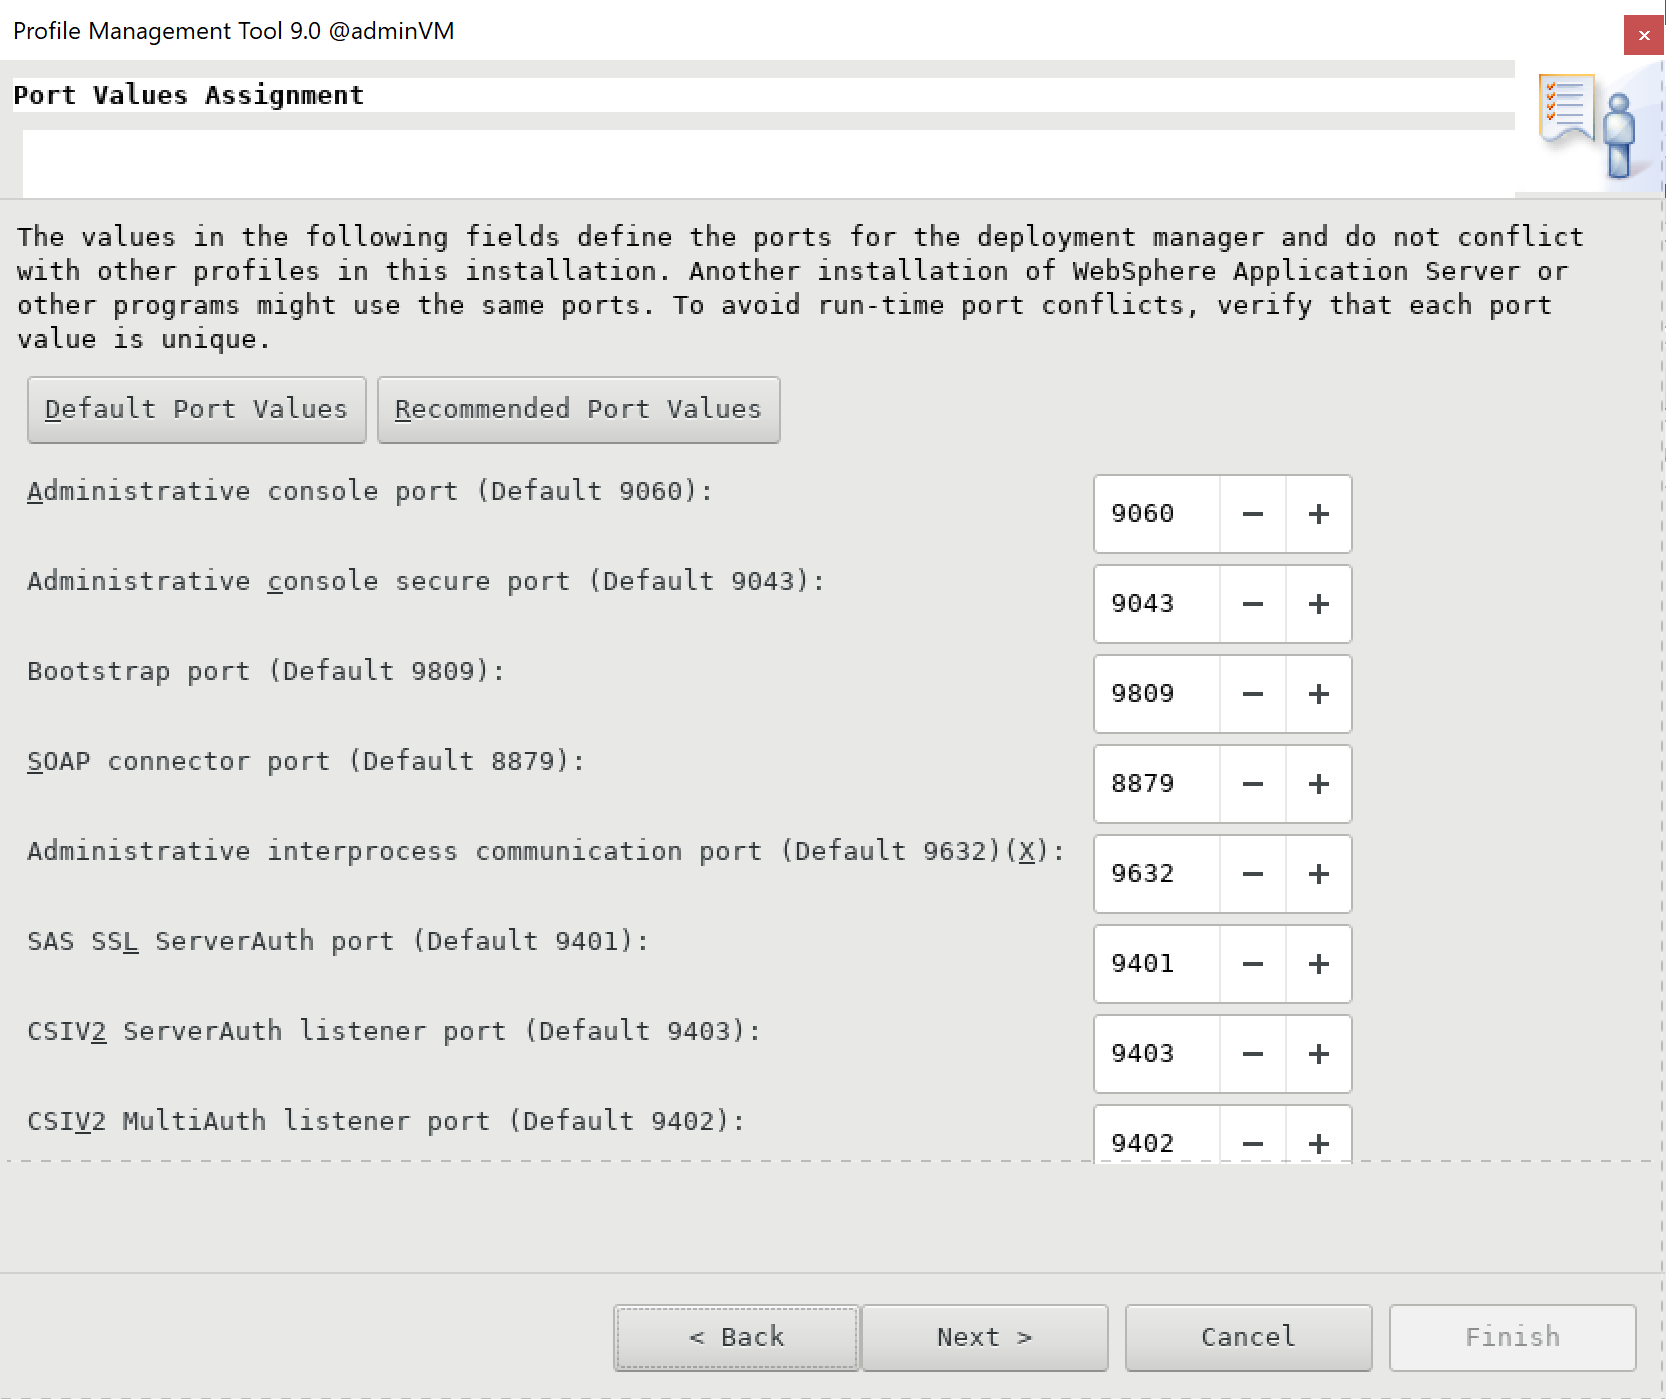 Profile Management Tool 9.0 @adminVM
Port Values Assignment
The values in the following fields define the ports for the deployment manager and do not conflict
with other profiles in this installation. Another installation of WebSphere Application Server or
other programs might use the same ports. To avoid run-time port conflicts, verify that each port
value is unique.
Default Port Values Recommended Port Values
Administrative console port (Default 9060): 9060 − +
Administrative console secure port (Default 9043): 9043 − +
Bootstrap port (Default 9809): 9809 − +
SOAP connector port (Default 8879): 8879 − +
Administrative interprocess communication port (Default 9632)(X): 9632 − +
SAS SSL ServerAuth port (Default 9401): 9401 − +
CSIV2 ServerAuth listener port (Default 9403): 9403 − +
CSIV2 MultiAuth listener port (Default 9402): 9402 − +
< Back Next > Cancel Finish